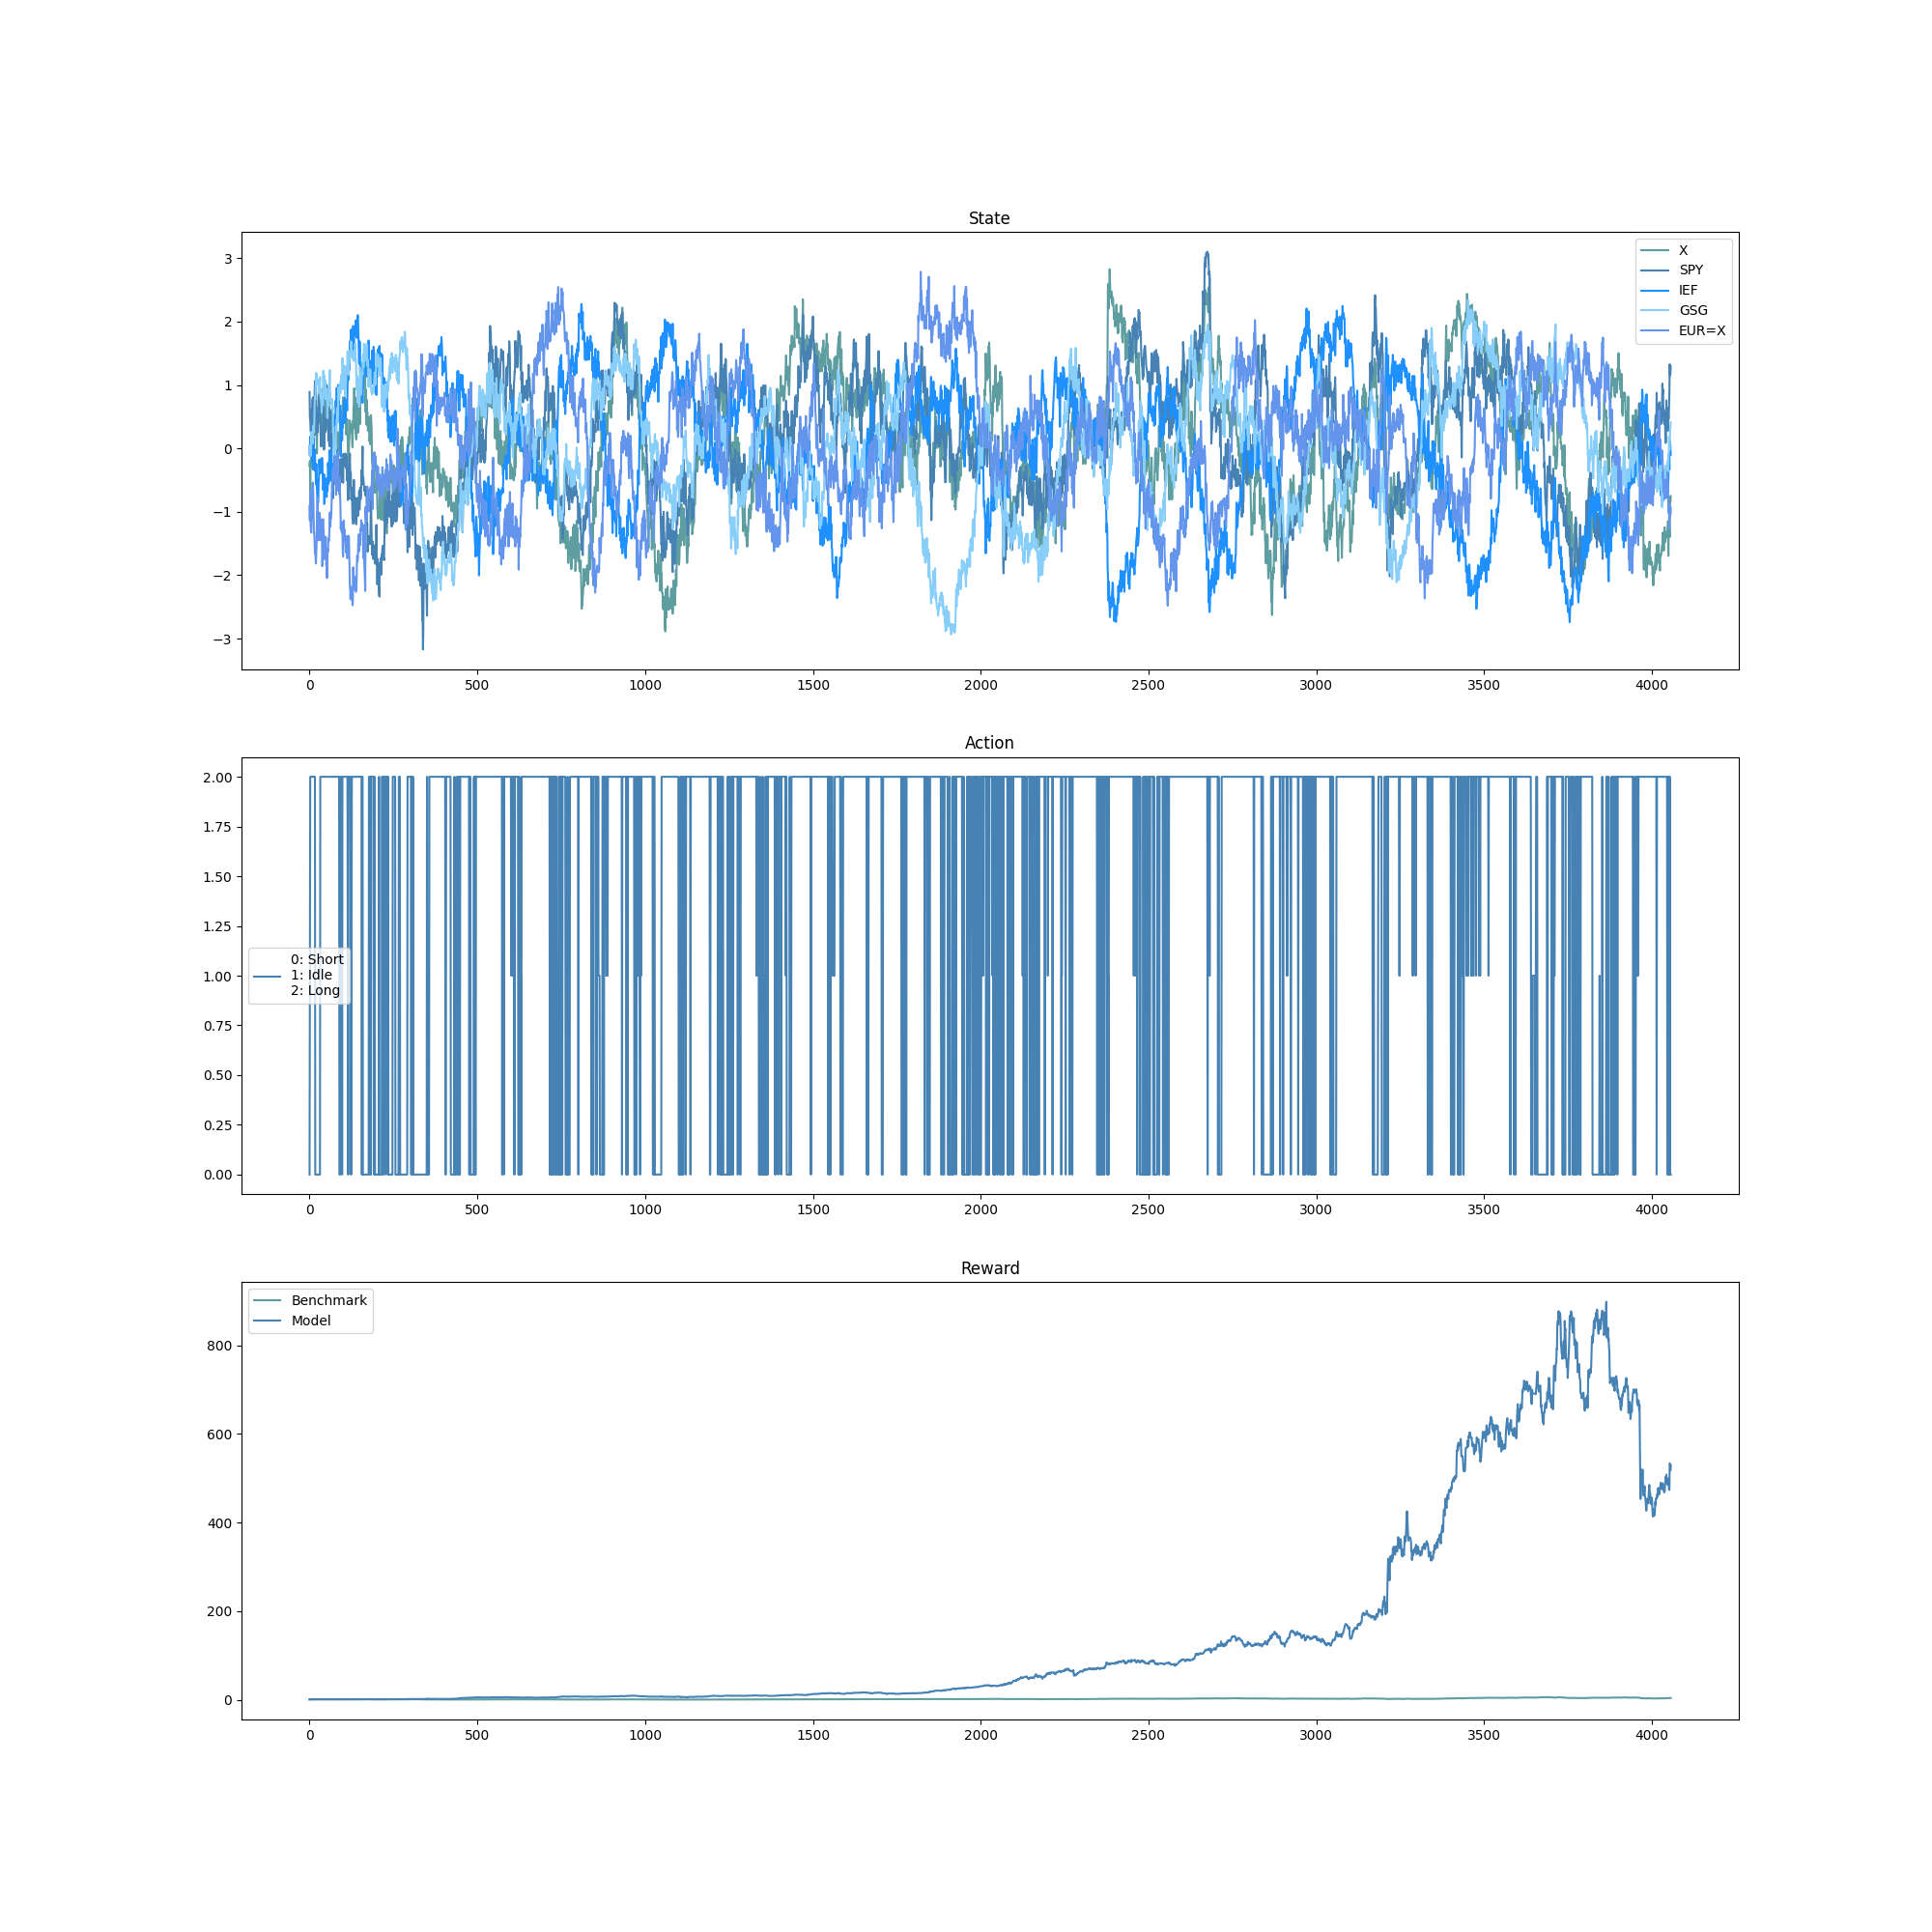 State
3
2
1
0
−1
−2
−3
X
SPY
IEF
GSG
EUR=X
0 500 1000 1500 2000 2500 3000 3500 4000
Action
2.00
1.75
1.50
1.25
1.00
0.75
0.50
0.25
0.00
0: Short
1: Idle
2: Long
0 500 1000 1500 2000 2500 3000 3500 4000
Reward
Benchmark
Model
800
600
400
200
0
0 500 1000 1500 2000 2500 3000 3500 4000